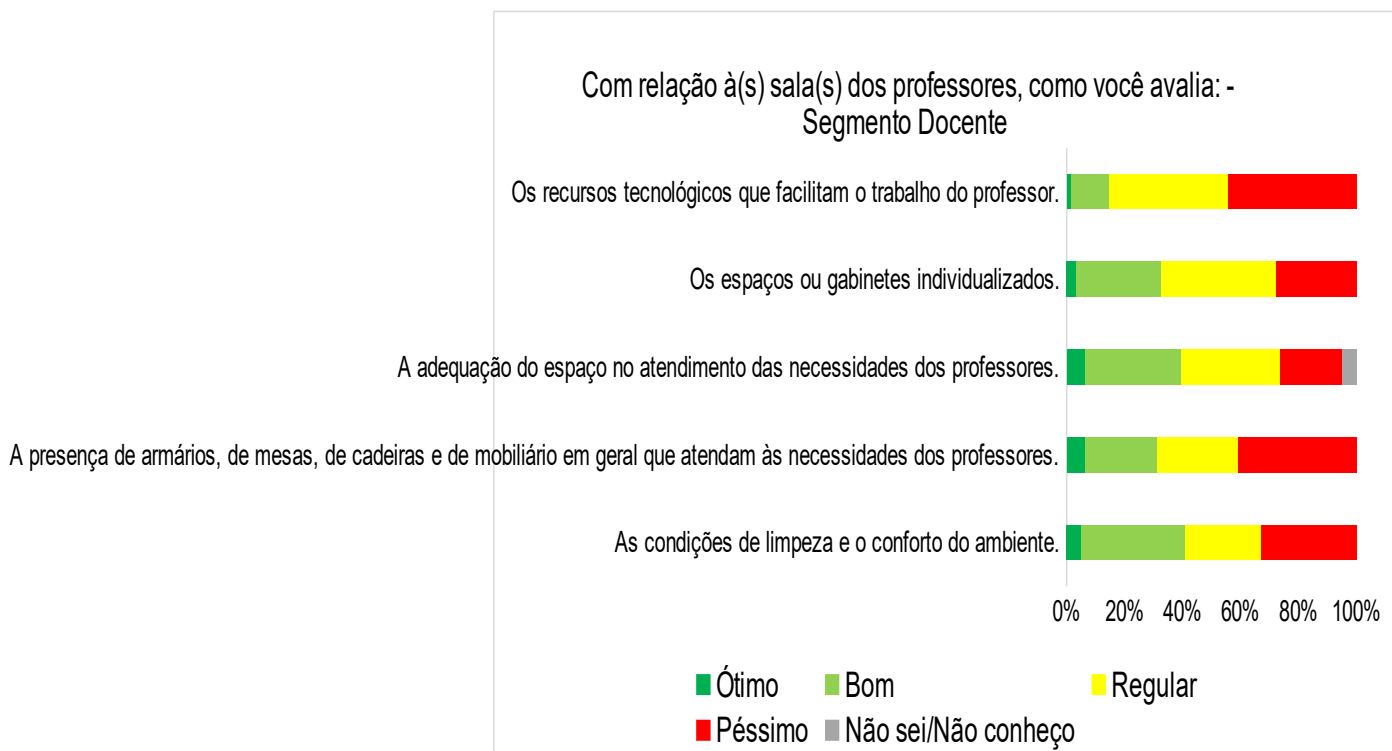 Com relação à(s) sala(s) dos professores, como você avalia: -
Segmento Docente
Os recursos tecnológicos que facilitam o trabalho do professor.
Os espaços ou gabinetes individualizados.
A adequação do espaço no atendimento das necessidades dos professores.
A presença de armários, de mesas, de cadeiras e de mobiliário em geral que atendam às necessidades dos professores.
As condições de limpeza e o conforto do ambiente.
0% 20% 40% 60% 80% 100%
Ótimo Bom Regular
Péssimo Não sei/Não conheço